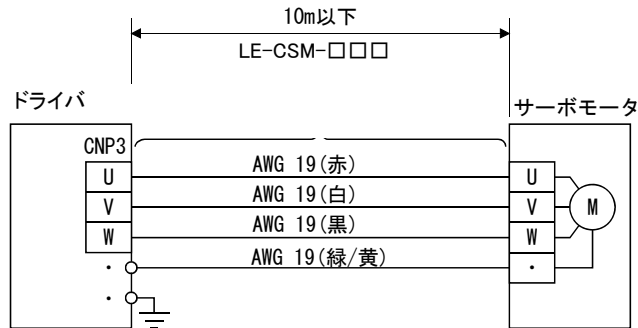 10m以下
LE-CSM-□□□
ドライバ
サーボモータ
CNP3
U AWG 19(赤) U
V AWG 19(白) V M
W AWG 19(黒) W
・ AWG 19(緑/黄) ・
・